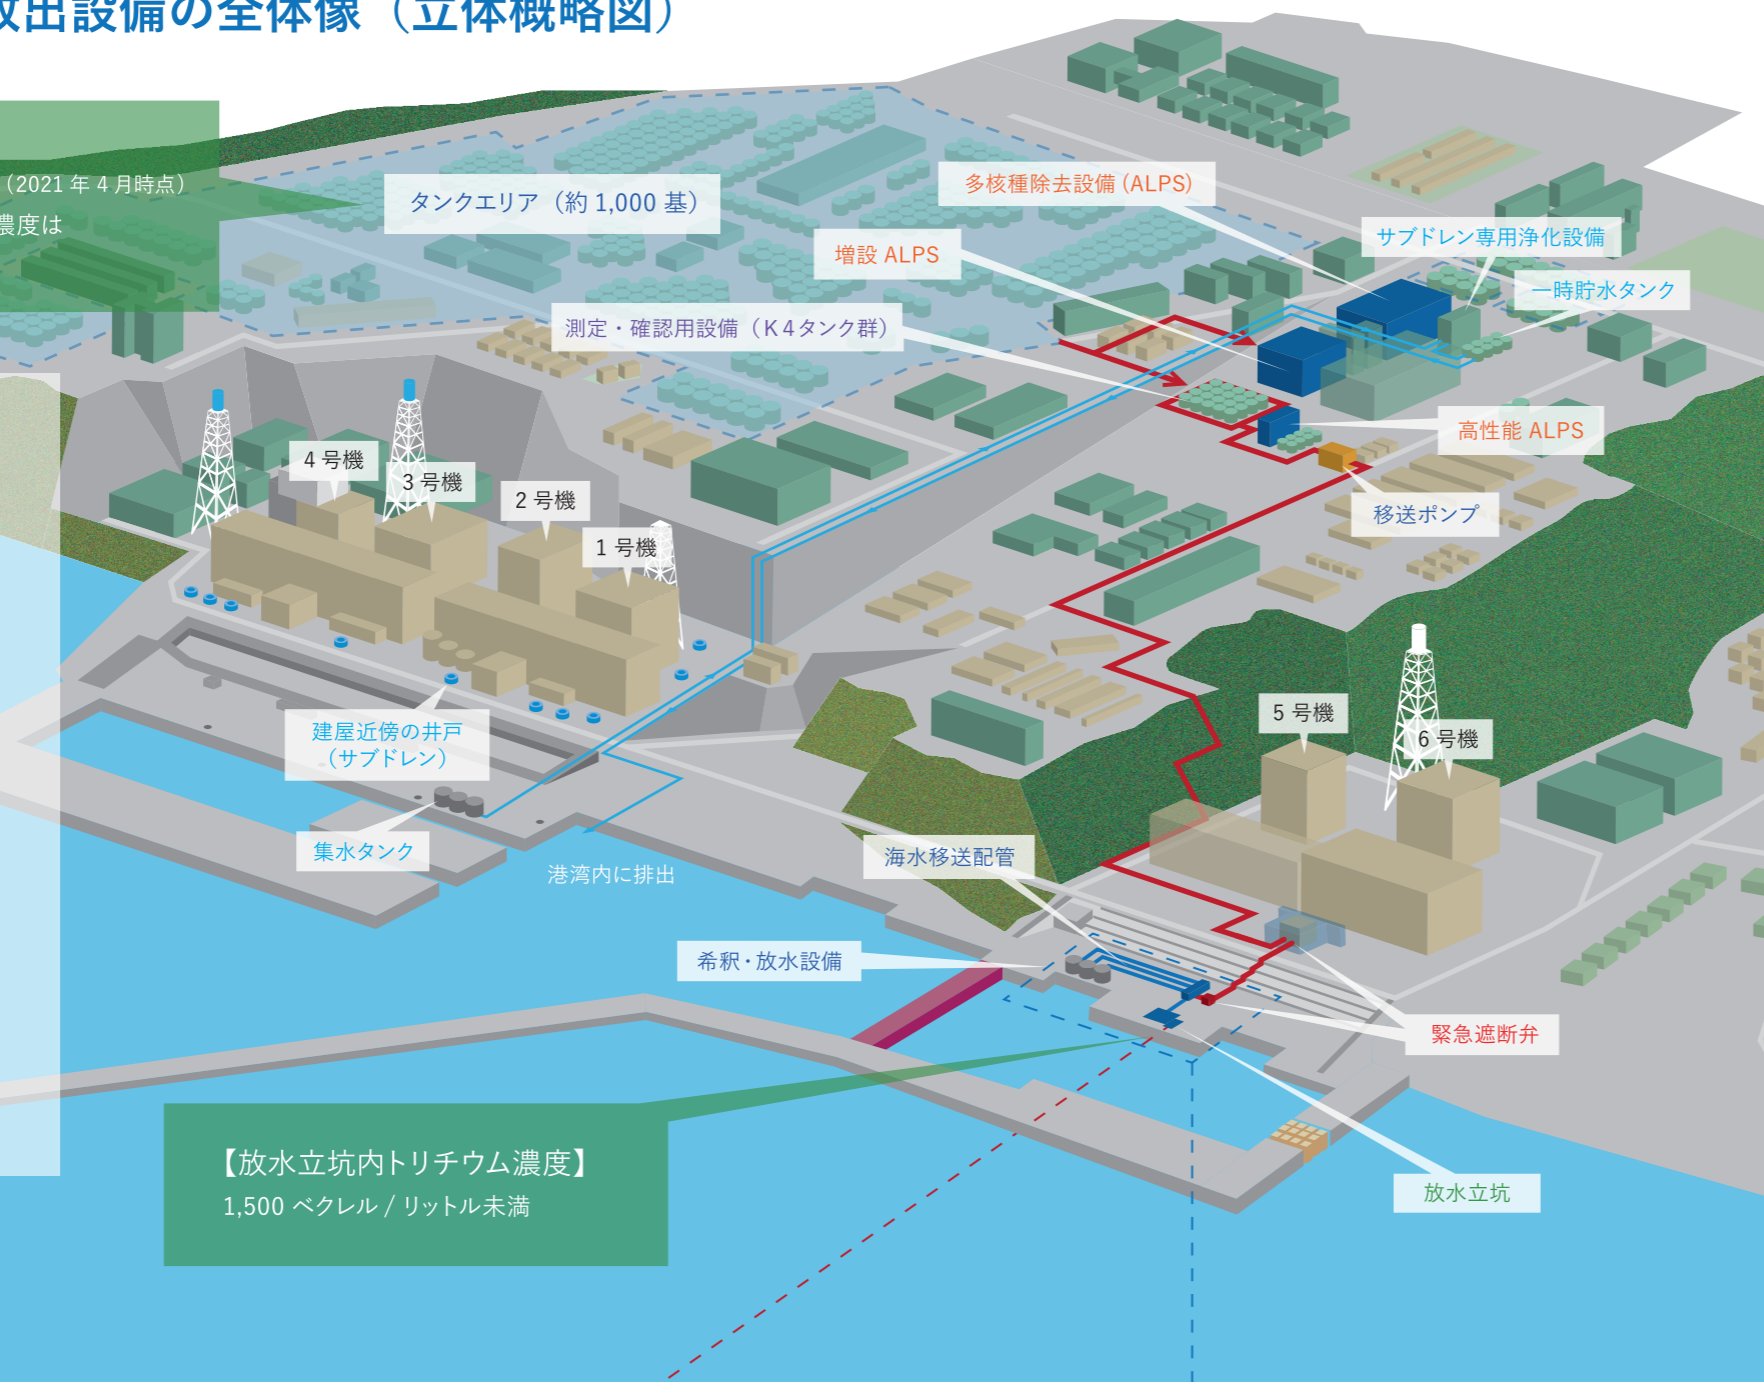 放出設備の全体像（立体概略図）
（2021 年 4 月時点）
濃度は
タンクエリア（約 1,000 基）
多核種除去設備 (ALPS)
増設 ALPS
サブドレン専用浄化設備
一時貯水タンク
測定・確認用設備（K４タンク群）
高性能 ALPS
移送ポンプ
4 号機
3 号機
2 号機
1 号機
5 号機
6 号機
建屋近傍の井戸
（サブドレン）
集水タンク
港湾内に排出
海水移送配管
希釈・放水設備
緊急遮断弁
放水立坑
【放水立坑内トリチウム濃度】
1,500 ベクレル / リットル未満